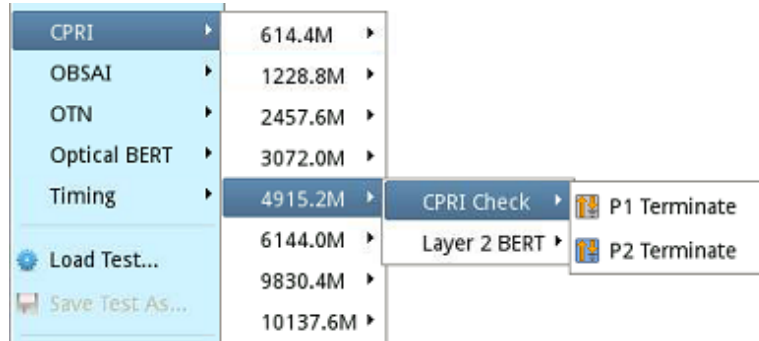 CPRI
OBSAI
OTN
Optical BERT
Timing
Load Test...
Save Test As...
614.4M
1228.8M
2457.6M
3072.0M
4915.2M
6144.0M
9830.4M
10137.6M
CPRI Check
Layer 2 BERT
P1 Terminate
P2 Terminate